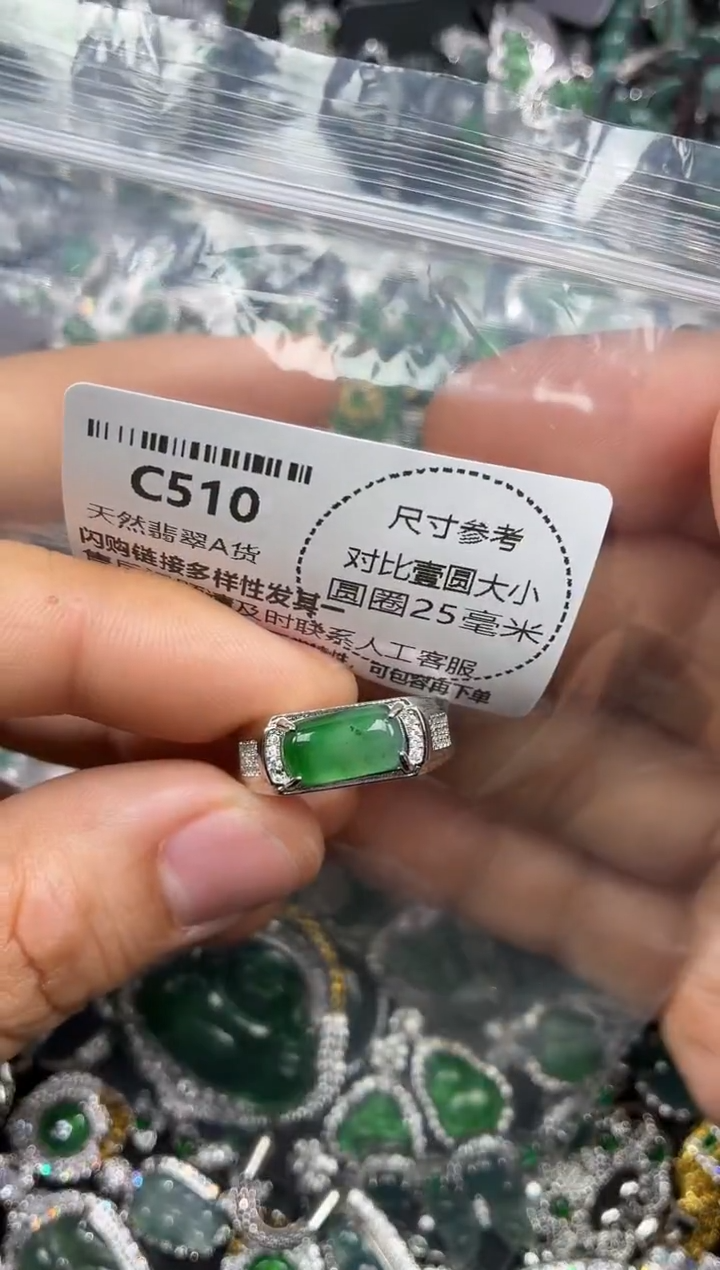 C510
天然翡翠A货
闪购链接多样性发其一
及时联系人工客服
可包容再下单
尺寸参考
对比壹圆大小
圆圈25毫米